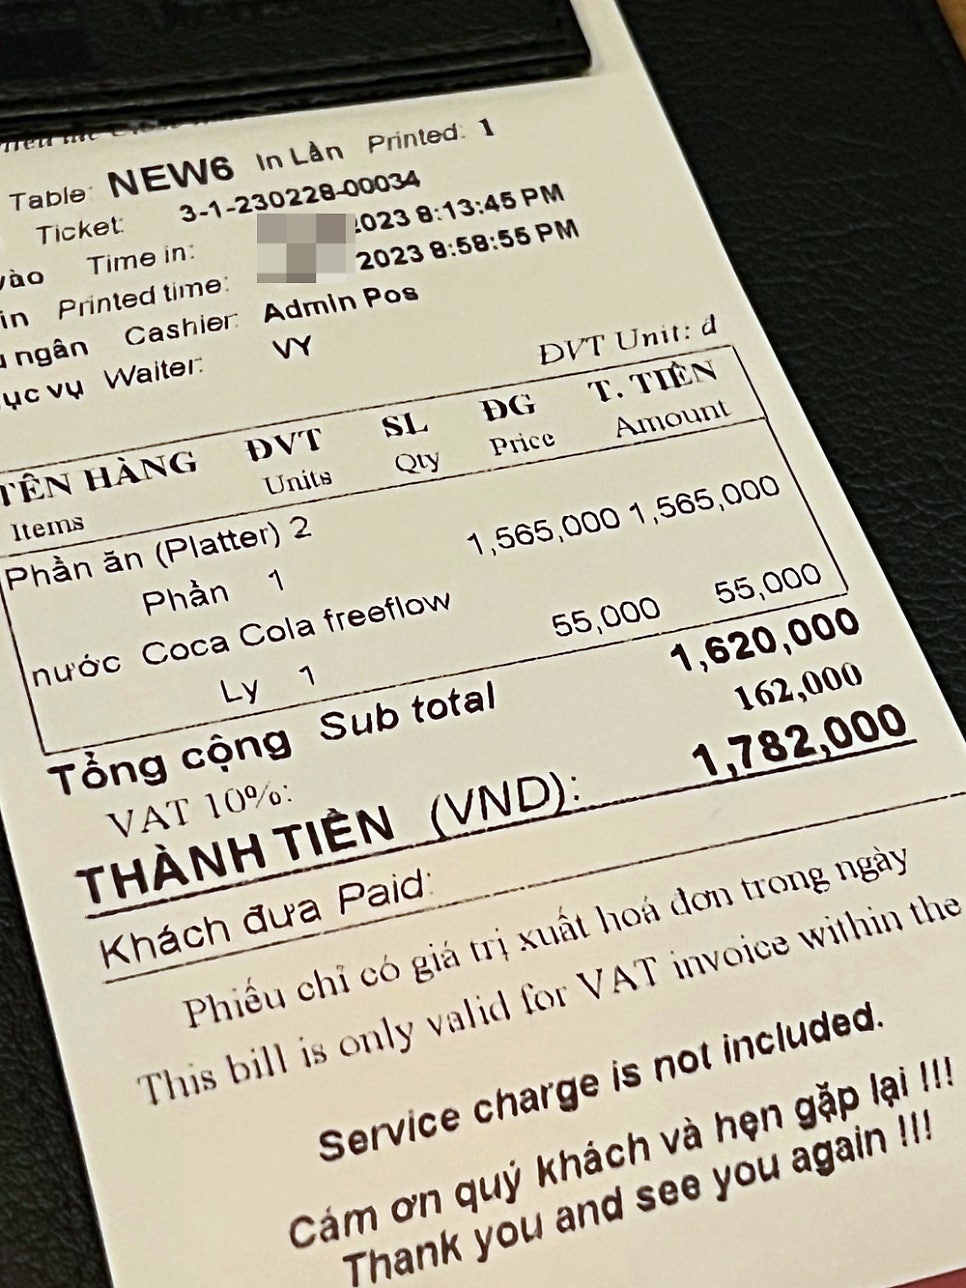 Table: NEW6 In Lần Printed: 1
Ticket: 3-1-230228-00034
vào Time in: 2023 8:13:45 PM
in Printed time: 2023 8:58:55 PM
ngân Cashier: Admin Pos
ục vụ Waiter: VY
ĐVT Unit: đ
TÊN HÀNG ĐVT SL ĐG T. TIỀN
Items Units Qty Price Amount
Phần ăn (Platter) 2
Phần 1 1,565,000 1,565,000
nước Coca Cola freeflow
Ly 1 55,000 55,000
Tổng cộng Sub total 1,620,000
VAT 10%: 162,000
THÀNH TIỀN (VND): 1,782,000
Khách đưa Paid:
Phiếu chỉ có giá trị xuất hoá đơn trong ngày
This bill is only valid for VAT invoice within the
Service charge is not included.
Cám ơn quý khách và hẹn gặp lại !!!
Thank you and see you again !!!